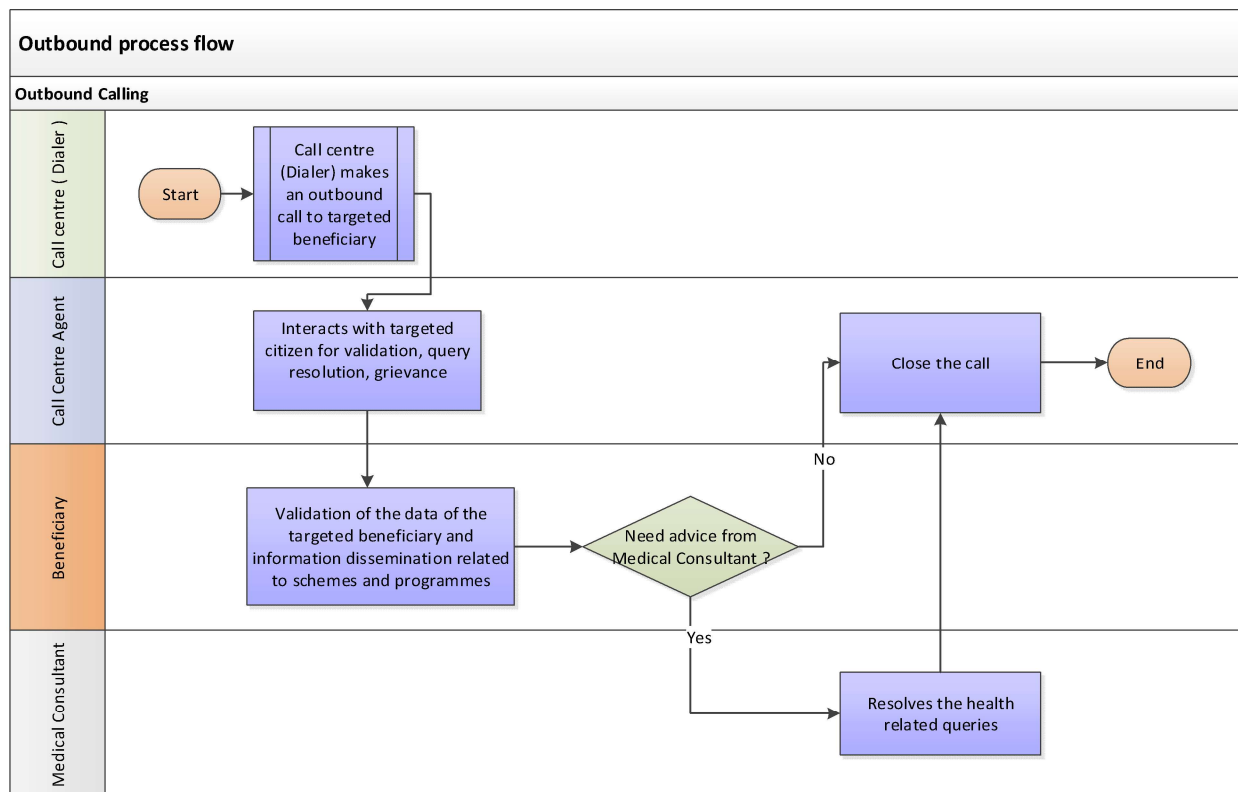 Outbound process flow
Outbound Calling
Call centre ( Dialer )
Start
Call centre
(Dialer) makes
an outbound
call to targeted
beneficiary
Call Centre Agent
Interacts with targeted
citizen for validation, query
resolution, grievance
Close the call
End
Beneficiary
Validation of the data of the
targeted beneficiary and
information dissemination related
to schemes and programmes
Need advice from
Medical Consultant ?
No
Yes
Medical Consultant
Resolves the health
related queries